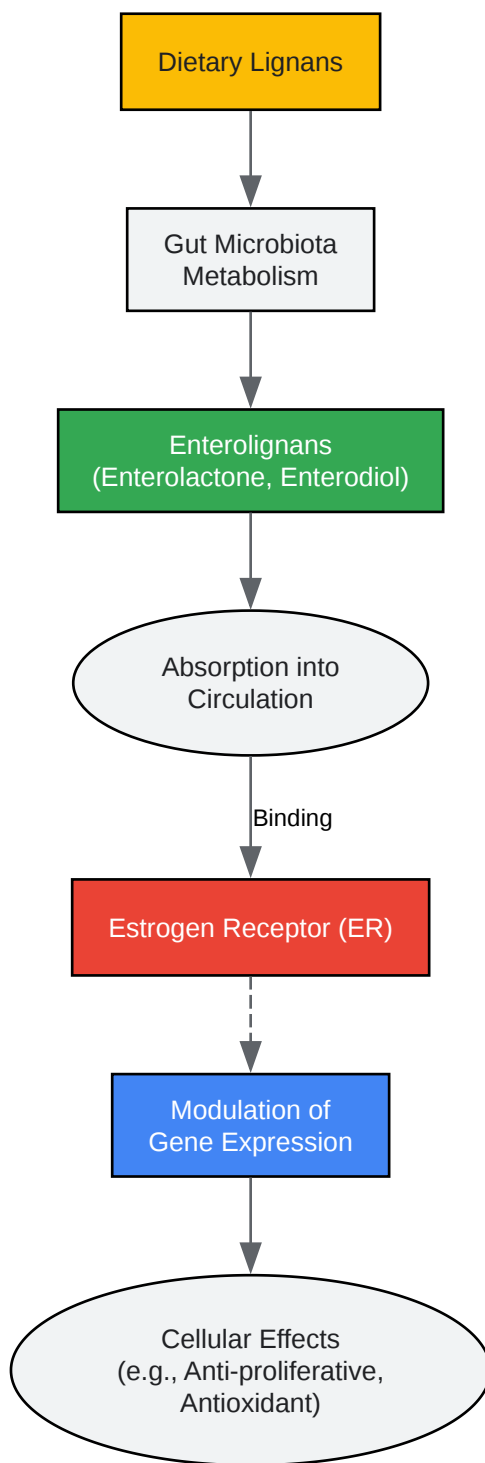 Dietary Lignans
Gut Microbiota
Metabolism
Enterolignans
(Enterolactone, Enterodiol)
Absorption into
Circulation
Binding
Estrogen Receptor (ER)
Modulation of
Gene Expression
Cellular Effects
(e.g., Anti-proliferative,
Antioxidant)